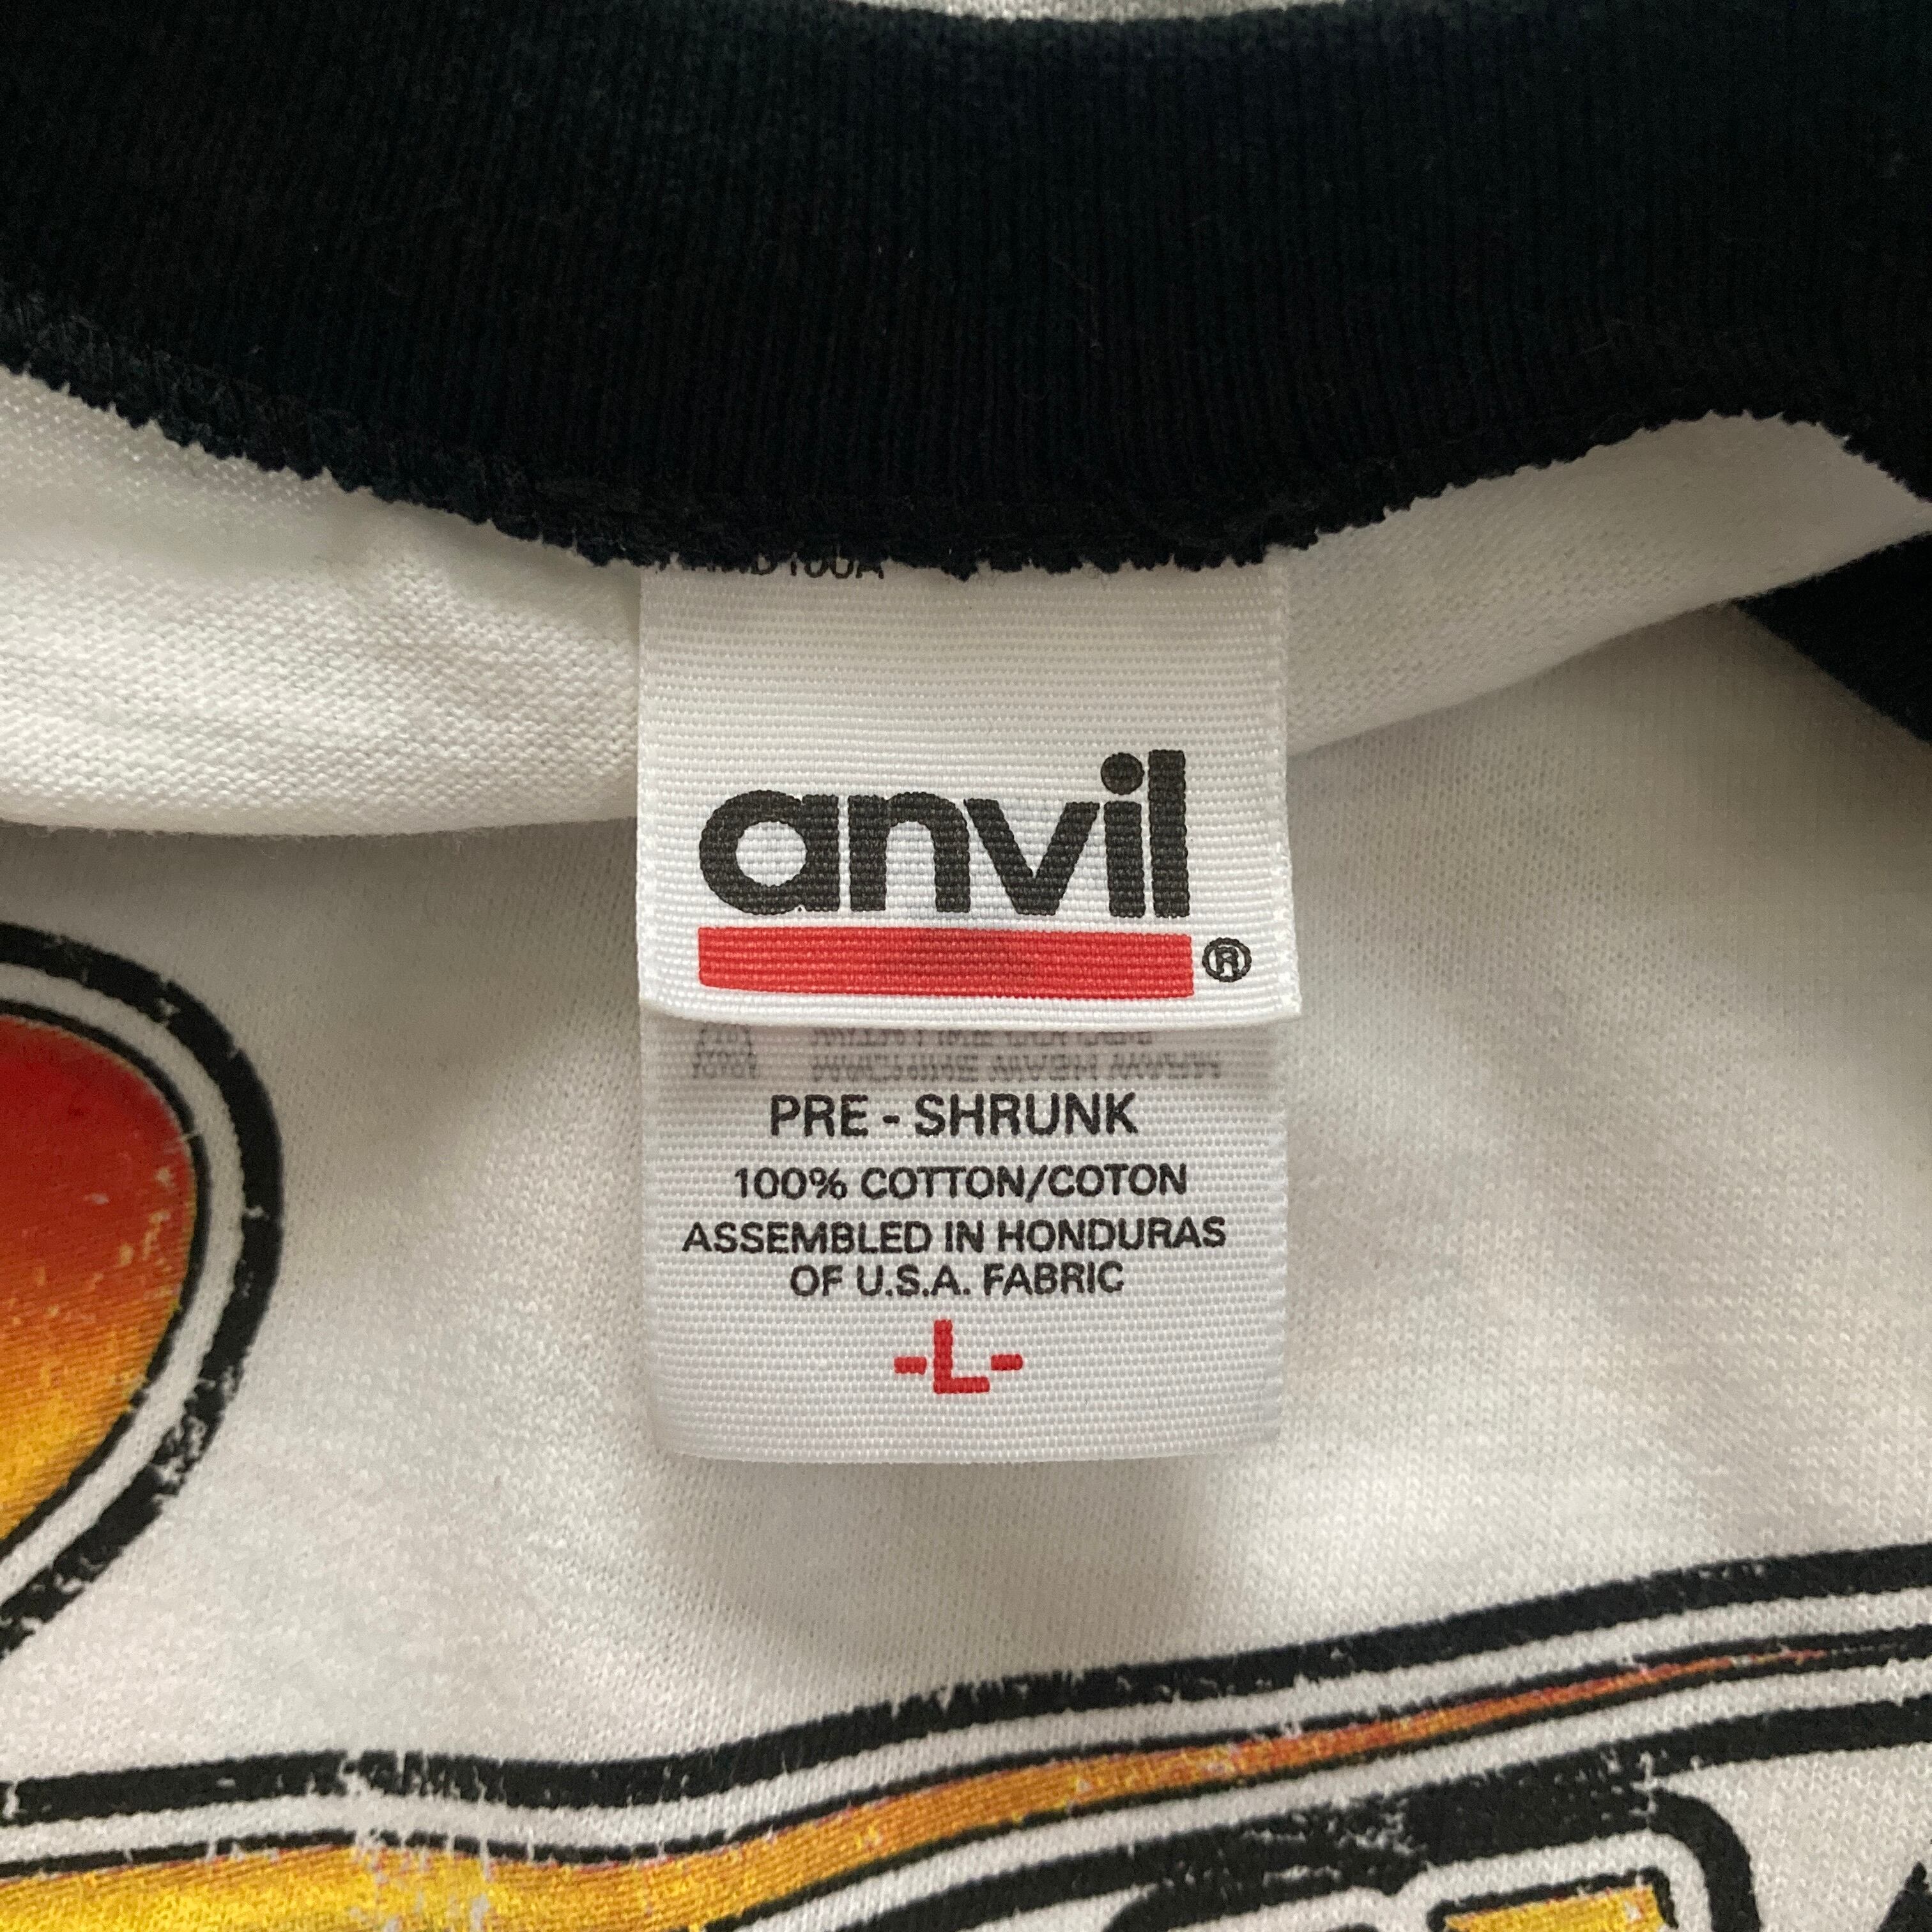 anvil
®
PRE - SHRUNK
100% COTTON/COTON
ASSEMBLED IN HONDURAS
OF U.S.A. FABRIC
-L-